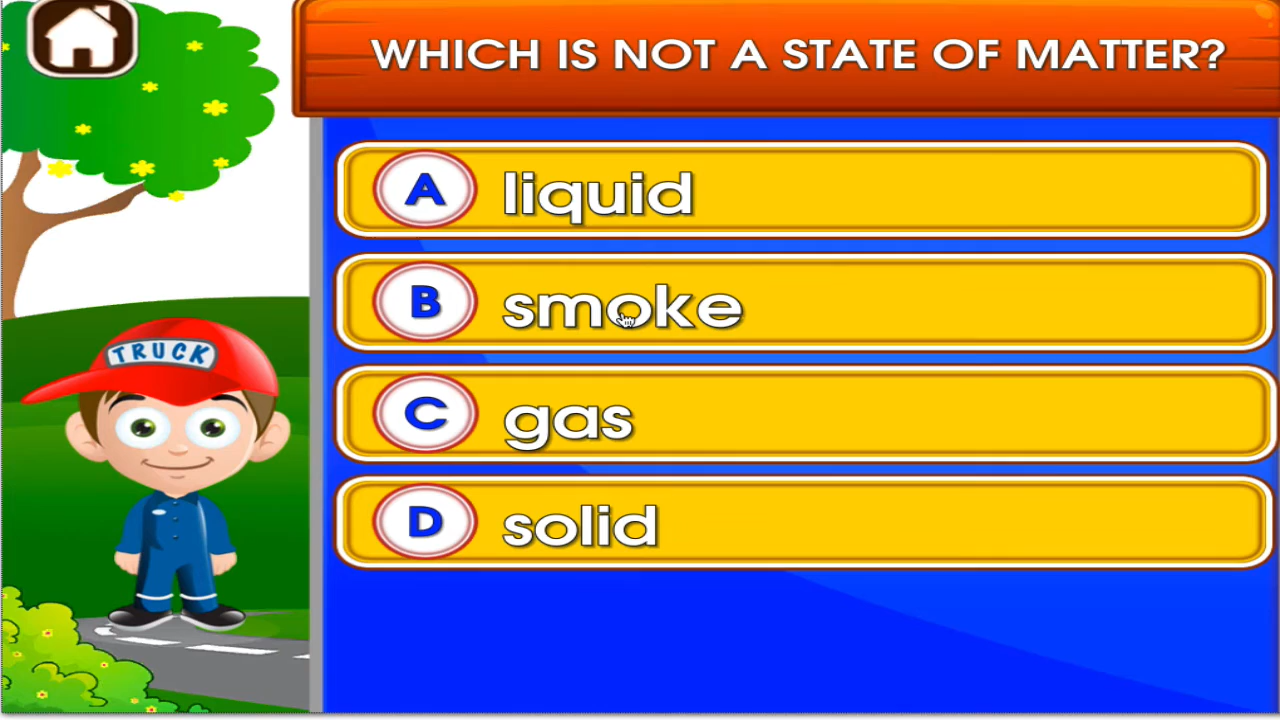 WHICH IS NOT A STATE OF MATTER?
A liquid
B smoke
TRUCK
C gas
D solid